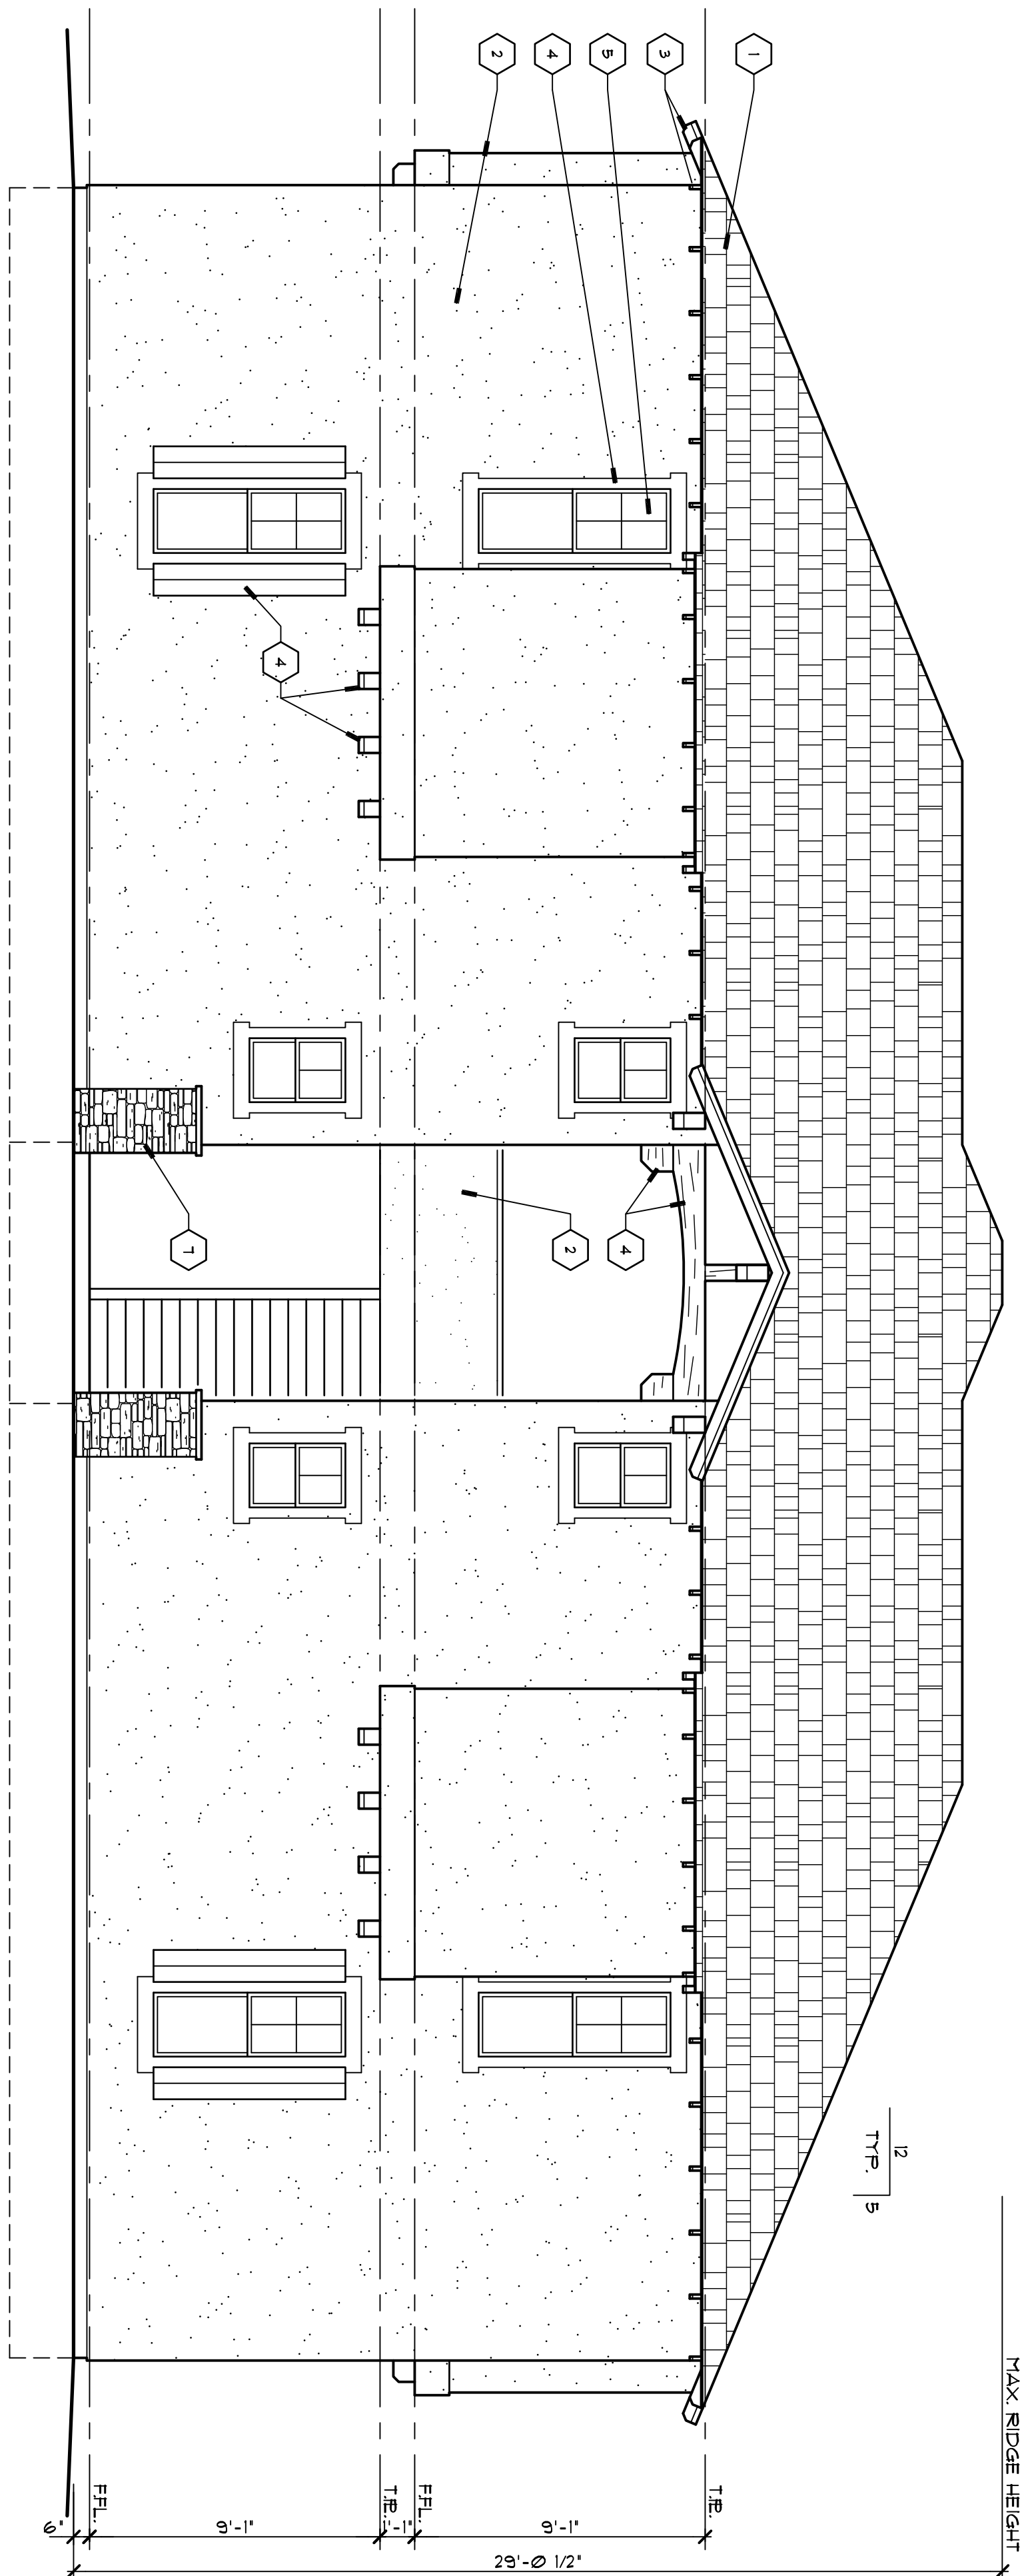 MAX. RIDGE HEIGHT
12
TYP.
5
1
3
5
4
2
4
4
2
7
T.P.
9'-1"
F.F.L.
1'-1"
T.P.
9'-1"
F.F.L.
6"
29'-0 1/2"